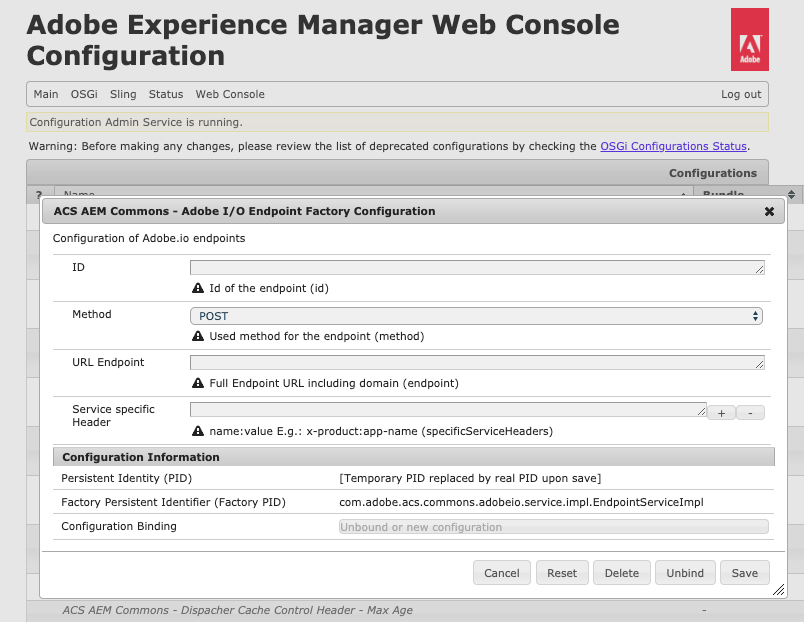 Adobe Experience Manager Web Console
Configuration
Adobe
Main OSGi Sling Status Web Console Log out
Configuration Admin Service is running.
Warning: Before making any changes, please review the list of deprecated configurations by checking the OSGi Configurations Status.
Configurations
? Name Bundle
ACS AEM Commons - Adobe I/O Endpoint Factory Configuration
Configuration of Adobe.io endpoints
ID
Id of the endpoint (id)
Method POST
Used method for the endpoint (method)
URL Endpoint
Full Endpoint URL including domain (endpoint)
Service specific
Header
+ -
name:value E.g.: x-product:app-name (specificServiceHeaders)
Configuration Information
Persistent Identity (PID) [Temporary PID replaced by real PID upon save]
Factory Persistent Identifier (Factory PID) com.adobe.acs.commons.adobeio.service.impl.EndpointServiceImpl
Configuration Binding Unbound or new configuration
Cancel Reset Delete Unbind Save
ACS AEM Commons - Dispacher Cache Control Header - Max Age -